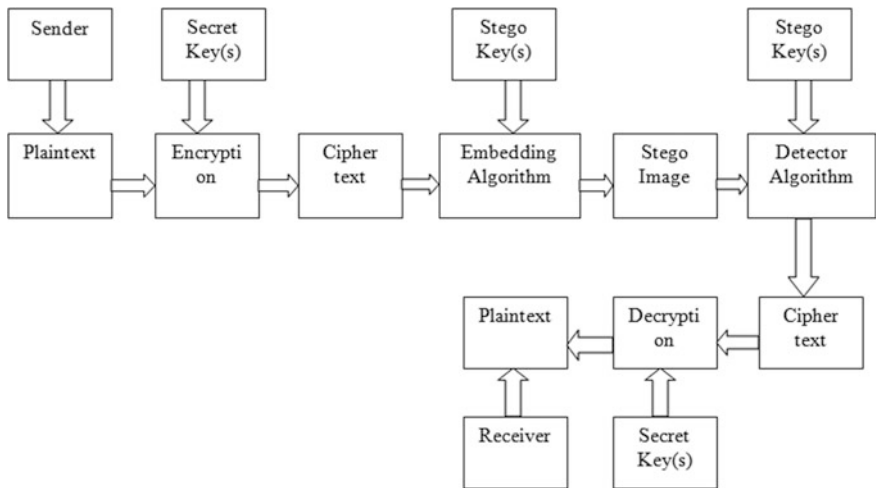 Sender
Secret
Key(s)
Stego
Key(s)
Stego
Key(s)
Plaintext
Encrypti
on
Cipher
text
Embedding
Algorithm
Stego
Image
Detector
Algorithm
Plaintext
Decrypti
on
Cipher
text
Receiver
Secret
Key(s)